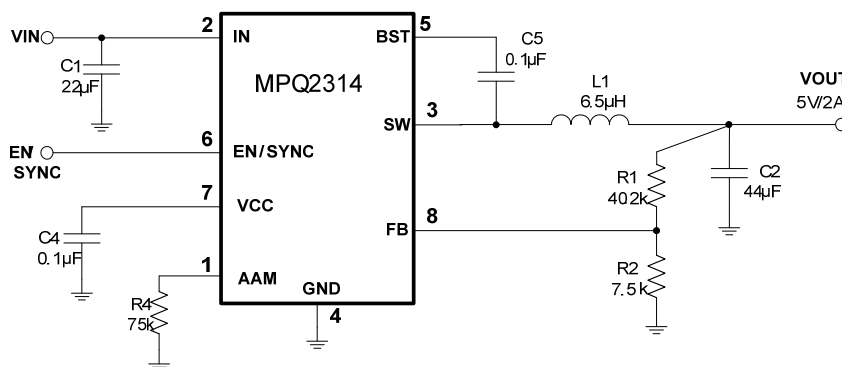 2
VIN
IN
C1
22µF
MPQ2314
BST
5
C5
0.1µF
L1
6.5µH
VOUT
5V/2A
3
SW
6
EN/SYNC
EN'
SYNC
7
VCC
C4
0.1µF
1
AAM
R4
75k
GND
4
FB
8
R1
40.2k
C2
44µF
R2
7.5k